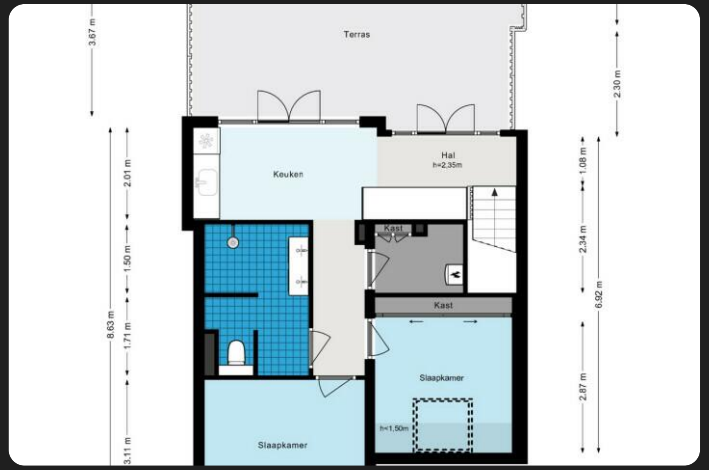 Terras
3.67 m
2.30 m
Hal
h=2,35m
Keuken
2.01 m
1.08 m
Kast
1.50 m
2.34 m
8.63 m
6.92 m
Kast
1.71 m
Slaapkamer
2.87 m
h=1,50m
Slaapkamer
3.11 m